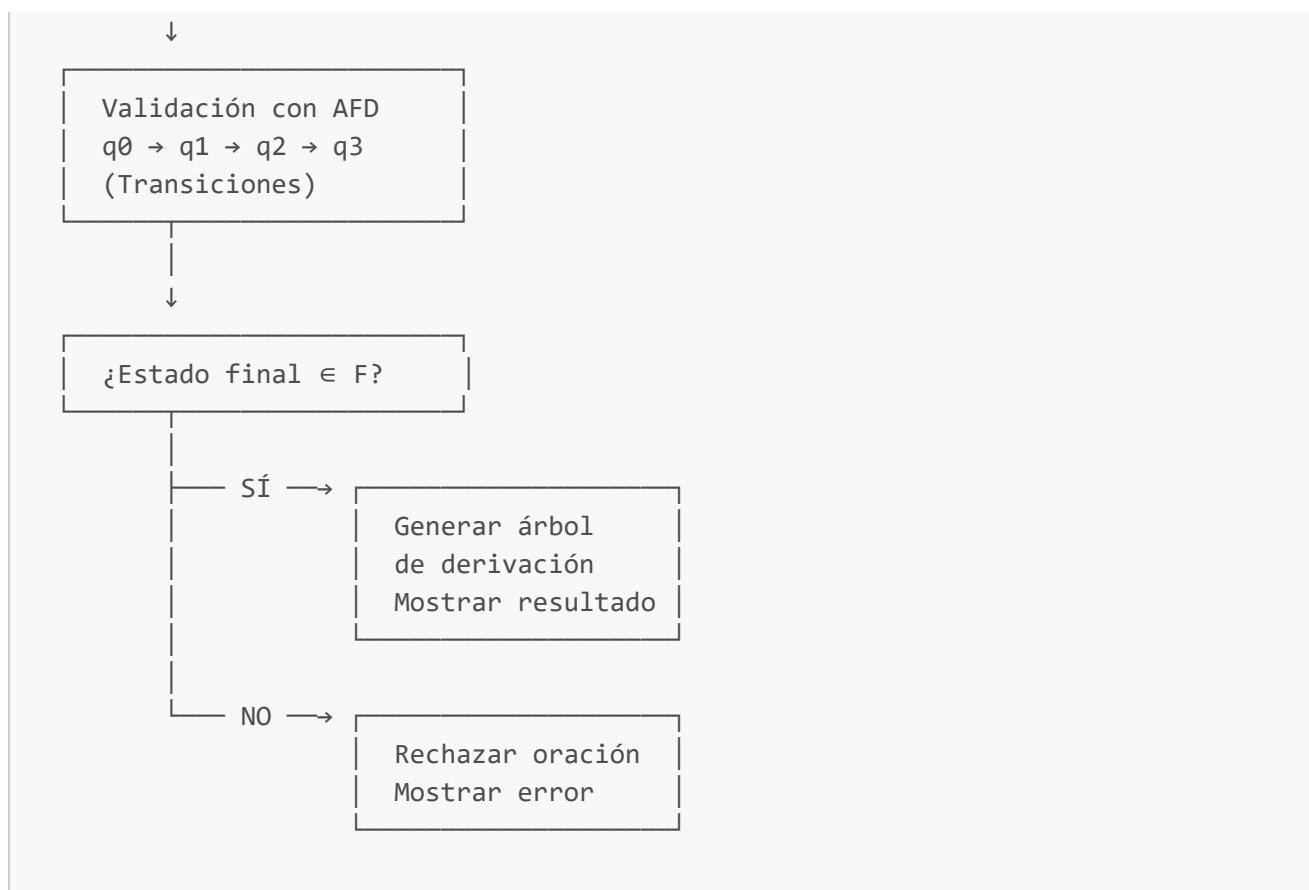 Validación con AFD
q0 → q1 → q2 → q3
(Transiciones)
¿Estado final ∈ F?
SÍ
Generar árbol
de derivación
Mostrar resultado
NO
Rechazar oración
Mostrar error